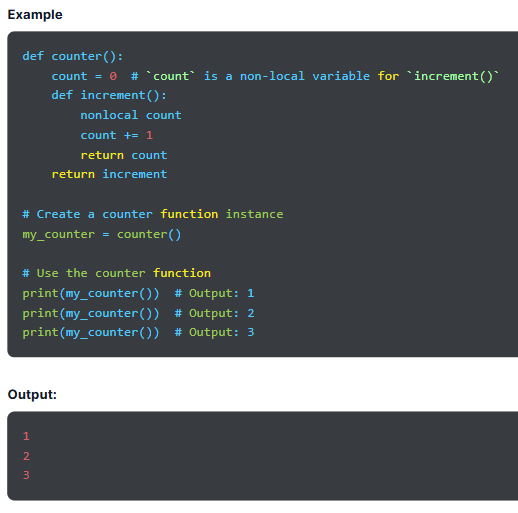 Example
def counter():
    count = 0  # `count` is a non-local variable for `increment()`
    def increment():
        nonlocal count
        count += 1
        return count
    return increment

# Create a counter function instance
my_counter = counter()

# Use the counter function
print(my_counter())  # Output: 1
print(my_counter())  # Output: 2
print(my_counter())  # Output: 3

Output:
1
2
3